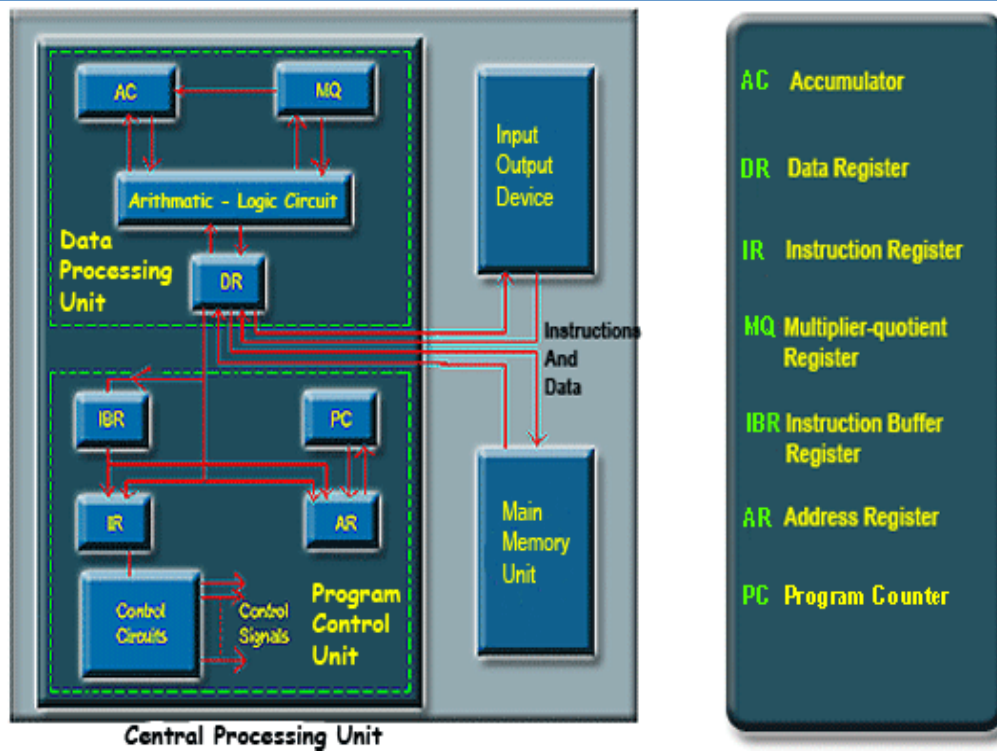 AC
MQ
Arithmatic - Logic Circuit
Data
Processing
Unit
DR
Input
Output
Device
Instructions
And
Data
IBR
PC
IR
AR
Control
Circuits
Control
Signals
Program
Control
Unit
Main
Memory
Unit
Central Processing Unit
AC Accumulator
DR Data Register
IR Instruction Register
MQ Multiplier-quotient
Register
IBR Instruction Buffer
Register
AR Address Register
PC Program Counter